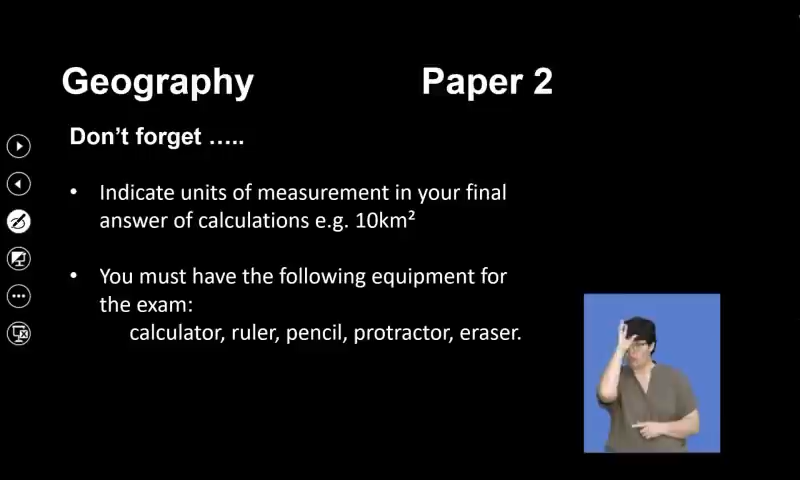 Geography Paper 2
Don't forget …..
• Indicate units of measurement in your final
answer of calculations e.g. 10km²
• You must have the following equipment for
the exam:
calculator, ruler, pencil, protractor, eraser.